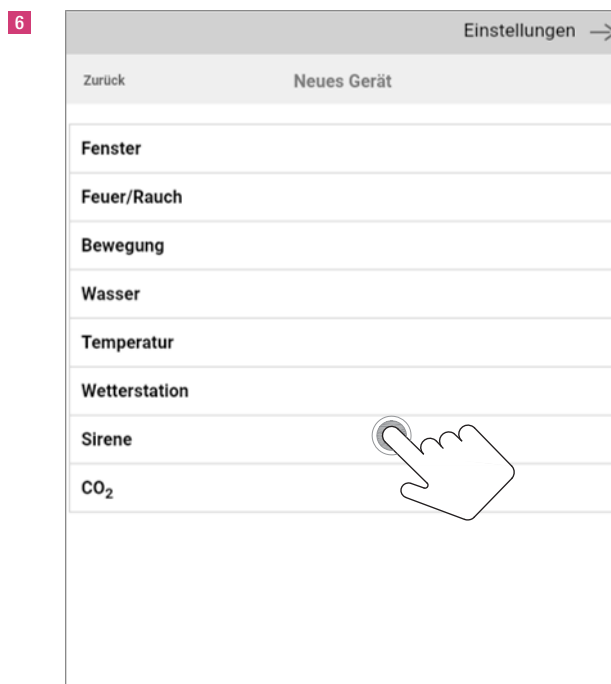 6
Einstellungen →
Zurück Neues Gerät
Fenster
Feuer/Rauch
Bewegung
Wasser
Temperatur
Wetterstation
Sirene
CO₂